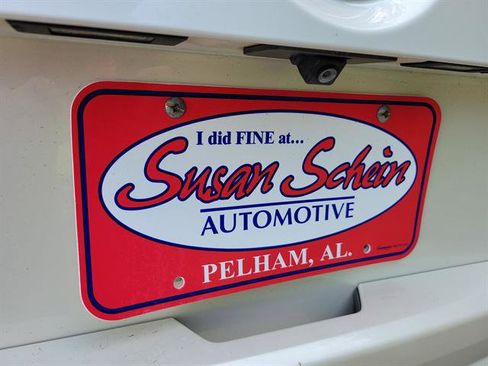 I did FINE at...
Susan Schein
AUTOMOTIVE
PELHAM, AL.